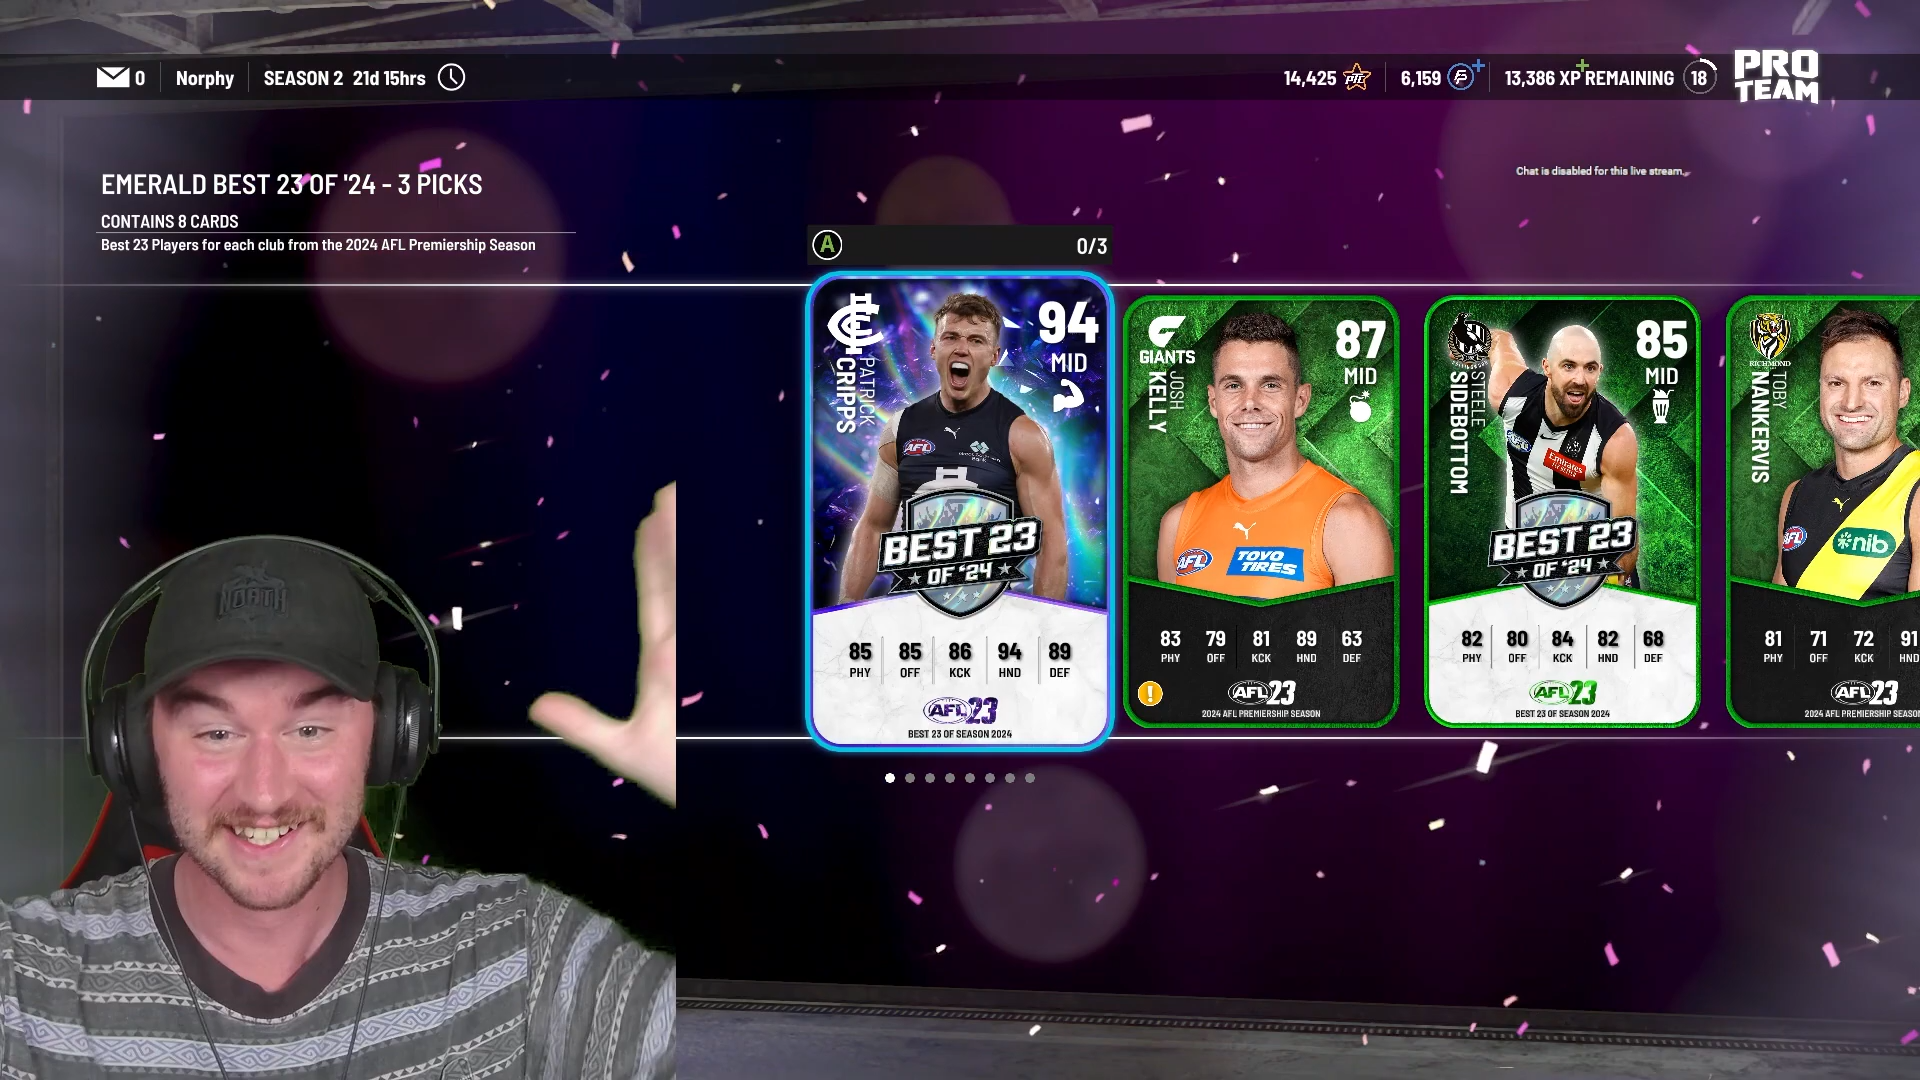 0 Norphy SEASON 2 21d 15hrs
14,425 PTC 6,159 13,386 XP REMAINING 18 PRO TEAM
EMERALD BEST 23 OF '24 - 3 PICKS
CONTAINS 8 CARDS
Best 23 Players for each club from the 2024 AFL Premiership Season
Chat is disabled for this live stream.
A 0/3
94
MID
PATRICK
CRIPPS
AFL
BEST 23
OF '24
85 85 86 94 89
PHY OFF KCK HND DEF
AFL23
BEST 23 OF SEASON 2024
GIANTS
87
MID
JOSH
KELLY
AFL
TOYO
TIRES
83 79 81 89 63
PHY OFF KCK HND DEF
!
AFL23
2024 AFL PREMIERSHIP SEASON
85
MID
STEELE
SIDEBOTTOM
Emirates
BEST 23
OF '24
82 80 84 82 68
PHY OFF KCK HND DEF
AFL23
BEST 23 OF SEASON 2024
RICHMOND
TOBY
NANKERVIS
AFL
nib
81 71 72 91
PHY OFF KCK HND
AFL23
2024 AFL PREMIERSHIP SEASON
NORTH